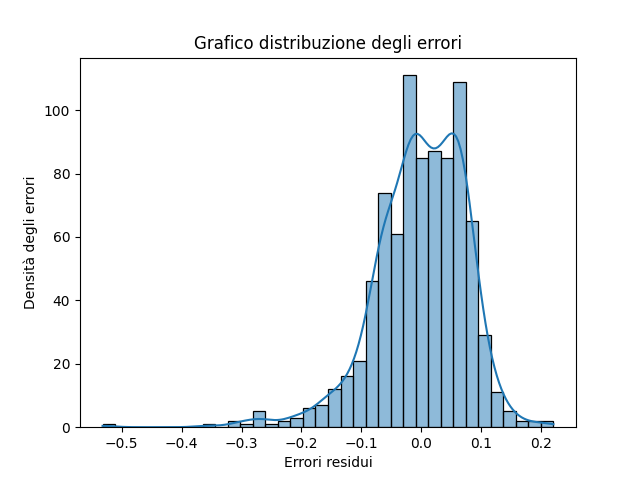 Grafico distribuzione degli errori
Densità degli errori
100
80
60
40
20
0
−0.5 −0.4 −0.3 −0.2 −0.1 0.0 0.1 0.2
Errori residui